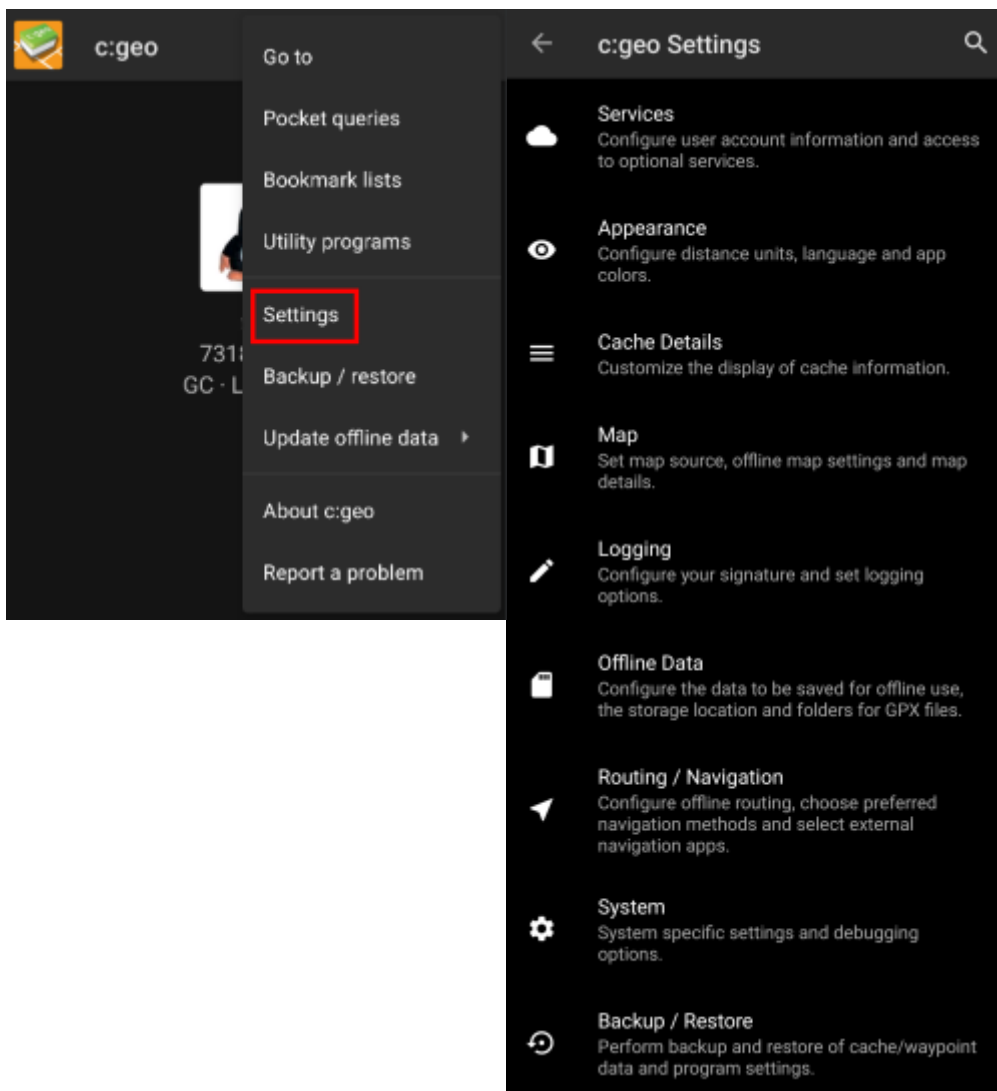 c:geo
Go to
Pocket queries
Bookmark lists
Utility programs
Settings
Backup / restore
Update offline data
About c:geo
Report a problem
731
GC · L
c:geo Settings
Services
Configure user account information and access
to optional services.
Appearance
Configure distance units, language and app
colors.
Cache Details
Customize the display of cache information.
Map
Set map source, offline map settings and map
details.
Logging
Configure your signature and set logging
options.
Offline Data
Configure the data to be saved for offline use,
the storage location and folders for GPX files.
Routing / Navigation
Configure offline routing, choose preferred
navigation methods and select external
navigation apps.
System
System specific settings and debugging
options.
Backup / Restore
Perform backup and restore of cache/waypoint
data and program settings.